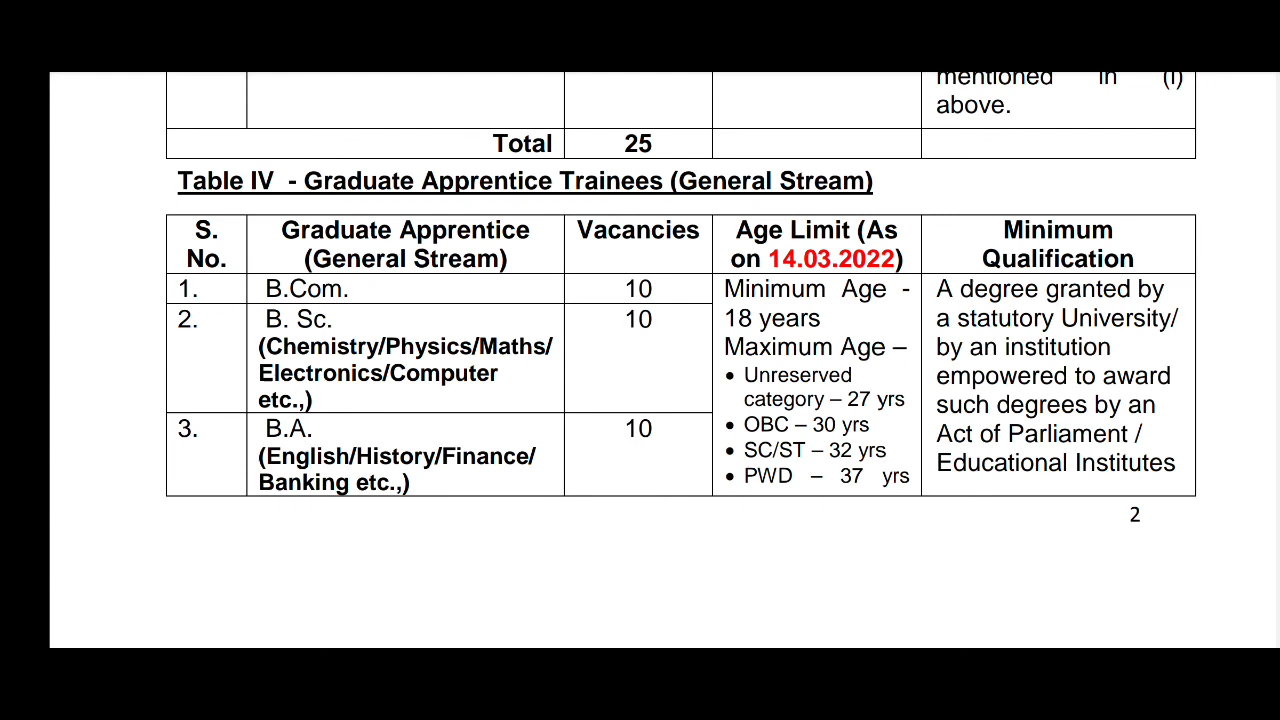 mentioned in (i)
above.
Total 25
Table IV - Graduate Apprentice Trainees (General Stream)
S. No. Graduate Apprentice (General Stream) Vacancies Age Limit (As on 14.03.2022) Minimum Qualification
1. B.Com. 10
2. B. Sc. 10
(Chemistry/Physics/Maths/
Electronics/Computer
etc.,)
3. B.A. 10
(English/History/Finance/
Banking etc.,)
Minimum Age -
18 years
Maximum Age –
• Unreserved
category – 27 yrs
• OBC – 30 yrs
• SC/ST – 32 yrs
• PWD – 37 yrs
A degree granted by
a statutory University/
by an institution
empowered to award
such degrees by an
Act of Parliament /
Educational Institutes
2